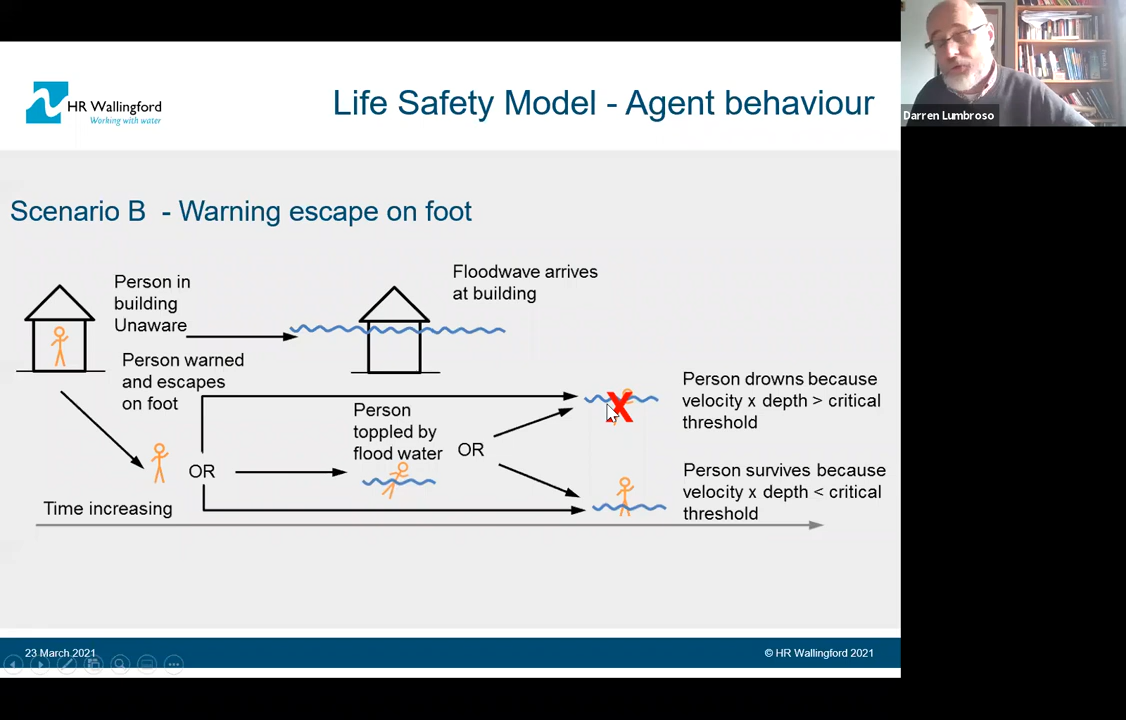 HR Wallingford
Working with water
Life Safety Model - Agent behaviour
Darren Lumbroso
Scenario B - Warning escape on foot
Person in
building
Unaware
Floodwave arrives
at building
Person warned
and escapes
on foot
Person
toppled by
flood water
OR
OR
Person drowns because
velocity x depth > critical
threshold
Person survives because
velocity x depth < critical
threshold
Time increasing
23 March 2021
© HR Wallingford 2021